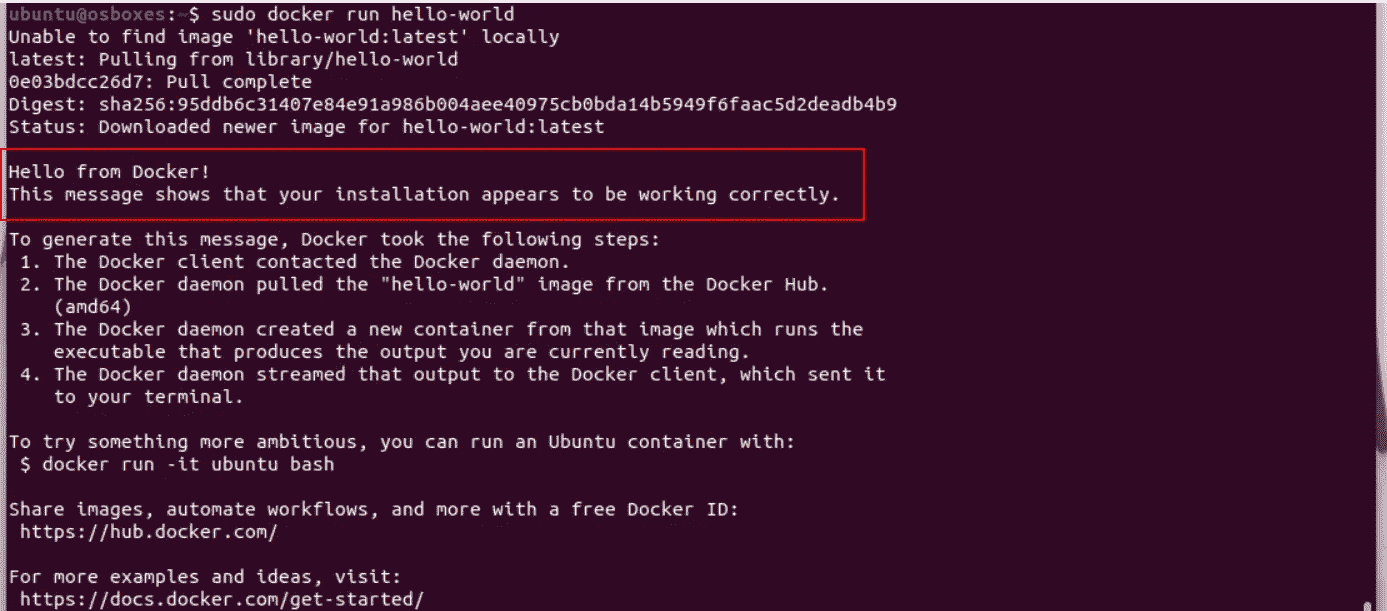 ubuntu@osboxes:~$ sudo docker run hello-world
Unable to find image 'hello-world:latest' locally
latest: Pulling from library/hello-world
0e03bdcc26d7: Pull complete
Digest: sha256:95ddb6c31407e84e91a986b004aee40975cb0bda14b5949f6faac5d2deadb4b9
Status: Downloaded newer image for hello-world:latest
Hello from Docker!
This message shows that your installation appears to be working correctly.
To generate this message, Docker took the following steps:
1. The Docker client contacted the Docker daemon.
2. The Docker daemon pulled the "hello-world" image from the Docker Hub.
(amd64)
3. The Docker daemon created a new container from that image which runs the
executable that produces the output you are currently reading.
4. The Docker daemon streamed that output to the Docker client, which sent it
to your terminal.
To try something more ambitious, you can run an Ubuntu container with:
$ docker run -it ubuntu bash
Share images, automate workflows, and more with a free Docker ID:
https://hub.docker.com/
For more examples and ideas, visit:
https://docs.docker.com/get-started/